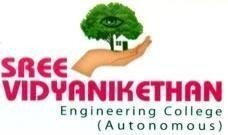 SREE
VIDYANIKETHAN
Engineering College
(Autonomous)